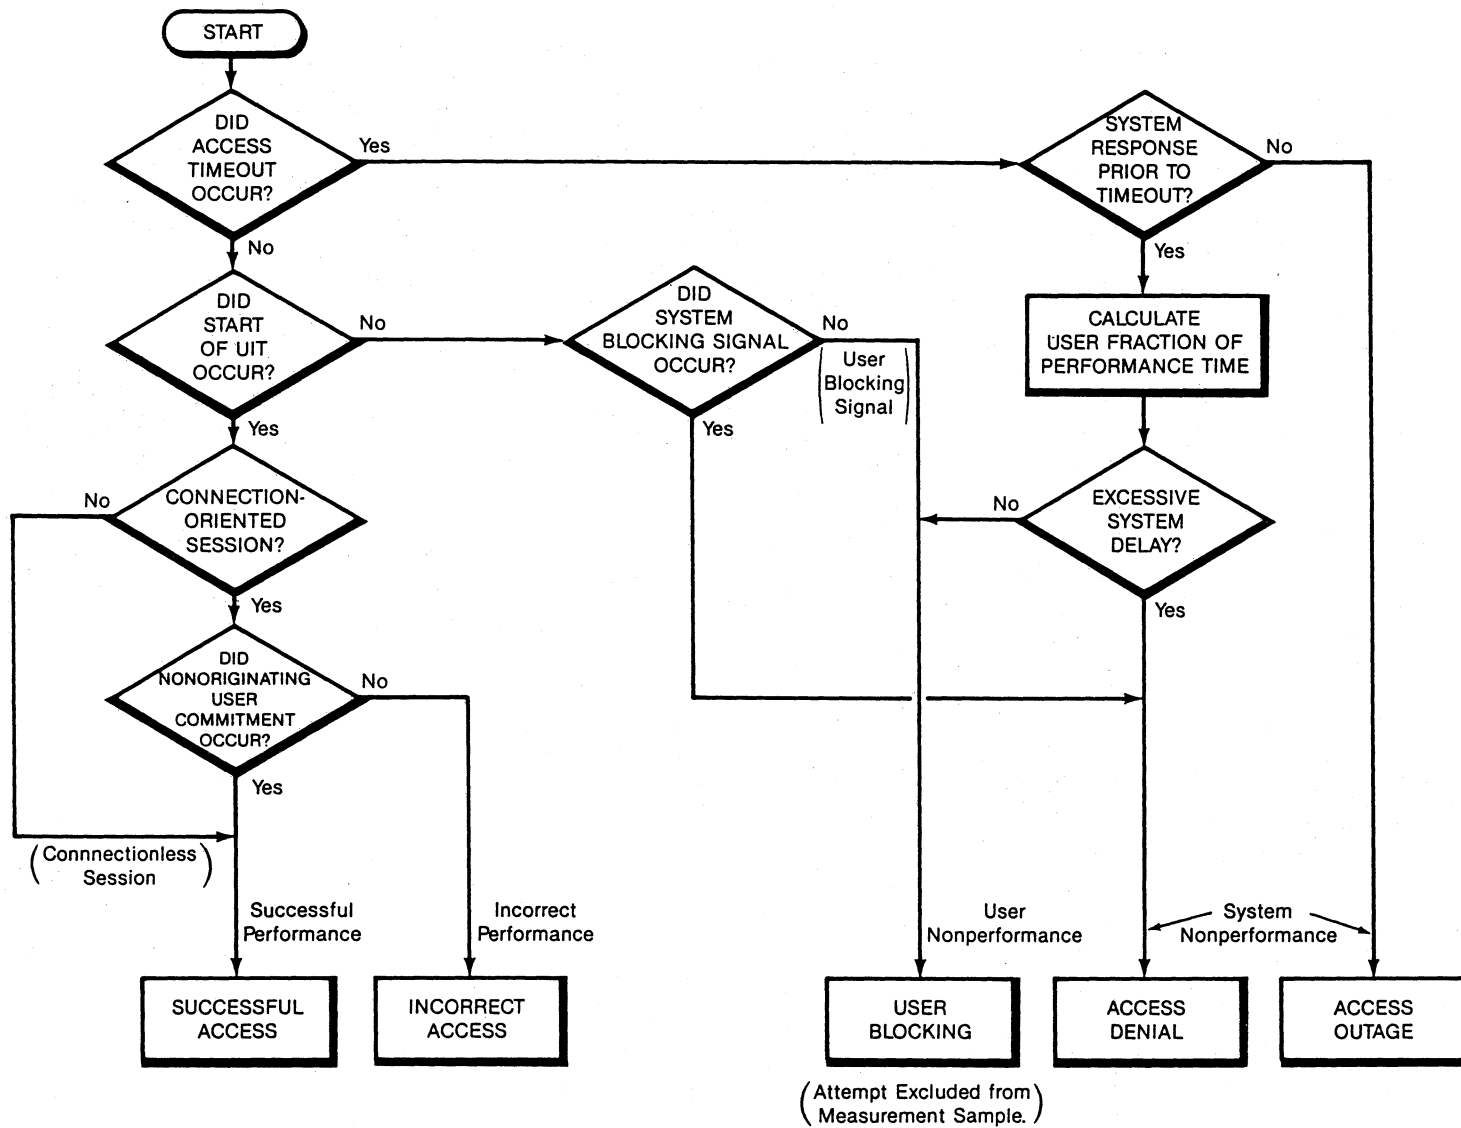 START
DID
ACCESS
TIMEOUT
OCCUR?
Yes
SYSTEM
RESPONSE
PRIOR TO
TIMEOUT?
No
No
Yes
DID
START
OF UIT
OCCUR?
No
DID
SYSTEM
BLOCKING SIGNAL
OCCUR?
No
(User
Blocking
Signal)
CALCULATE
USER FRACTION OF
PERFORMANCE TIME
Yes
Yes
No
CONNECTION-
ORIENTED
SESSION?
No
EXCESSIVE
SYSTEM
DELAY?
Yes
Yes
DID
NONORIGINATING
USER
COMMITMENT
OCCUR?
No
Yes
(Connnectionless
Session)
Successful
Performance
Incorrect
Performance
User
Nonperformance
System
Nonperformance
SUCCESSFUL
ACCESS
INCORRECT
ACCESS
USER
BLOCKING
ACCESS
DENIAL
ACCESS
OUTAGE
(Attempt Excluded from
Measurement Sample.)